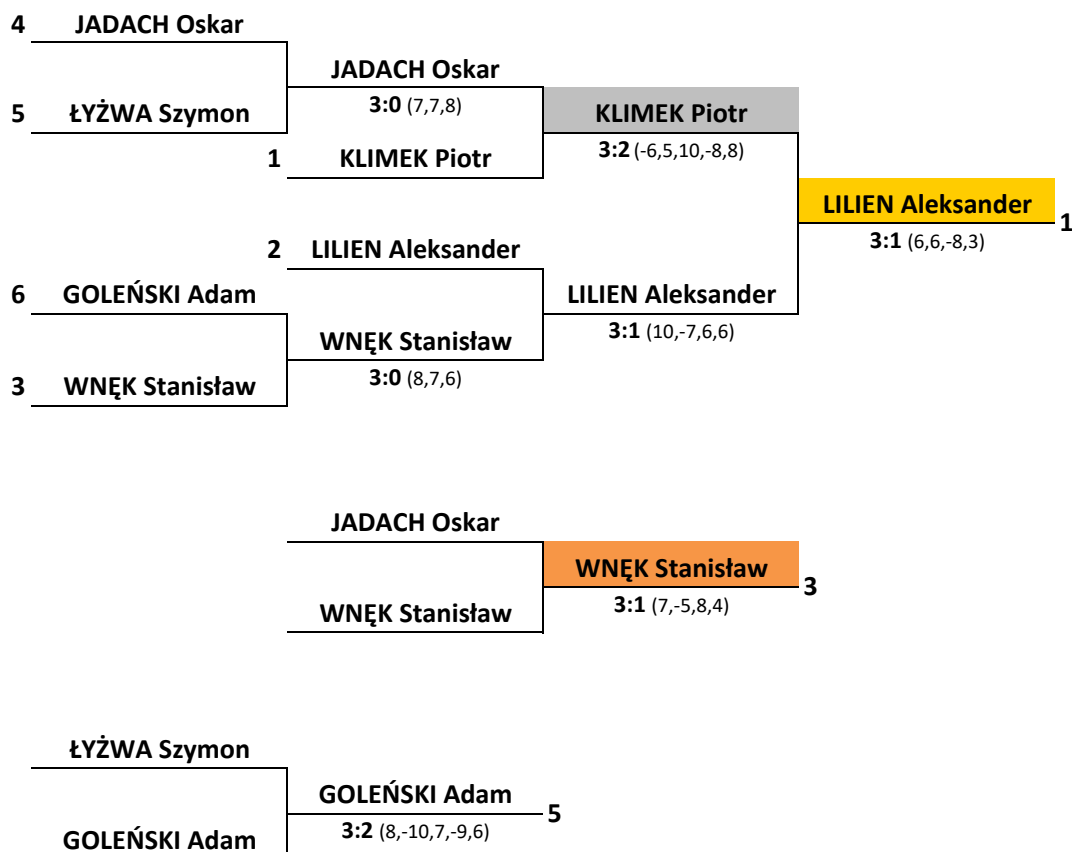 4 JADACH Oskar
JADACH Oskar
5 ŁYŻWA Szymon
3:0 (7,7,8)
KLIMEK Piotr
1 KLIMEK Piotr
3:2 (-6,5,10,-8,8)
LILIEN Aleksander 1
3:1 (6,6,-8,3)
2 LILIEN Aleksander
6 GOLEŃSKI Adam
LILIEN Aleksander
3:1 (10,-7,6,6)
WNĘK Stanisław
3:0 (8,7,6)
3 WNĘK Stanisław
JADACH Oskar
WNĘK Stanisław 3
3:1 (7,-5,8,4)
WNĘK Stanisław
ŁYŻWA Szymon
GOLEŃSKI Adam 5
3:2 (8,-10,7,-9,6)
GOLEŃSKI Adam